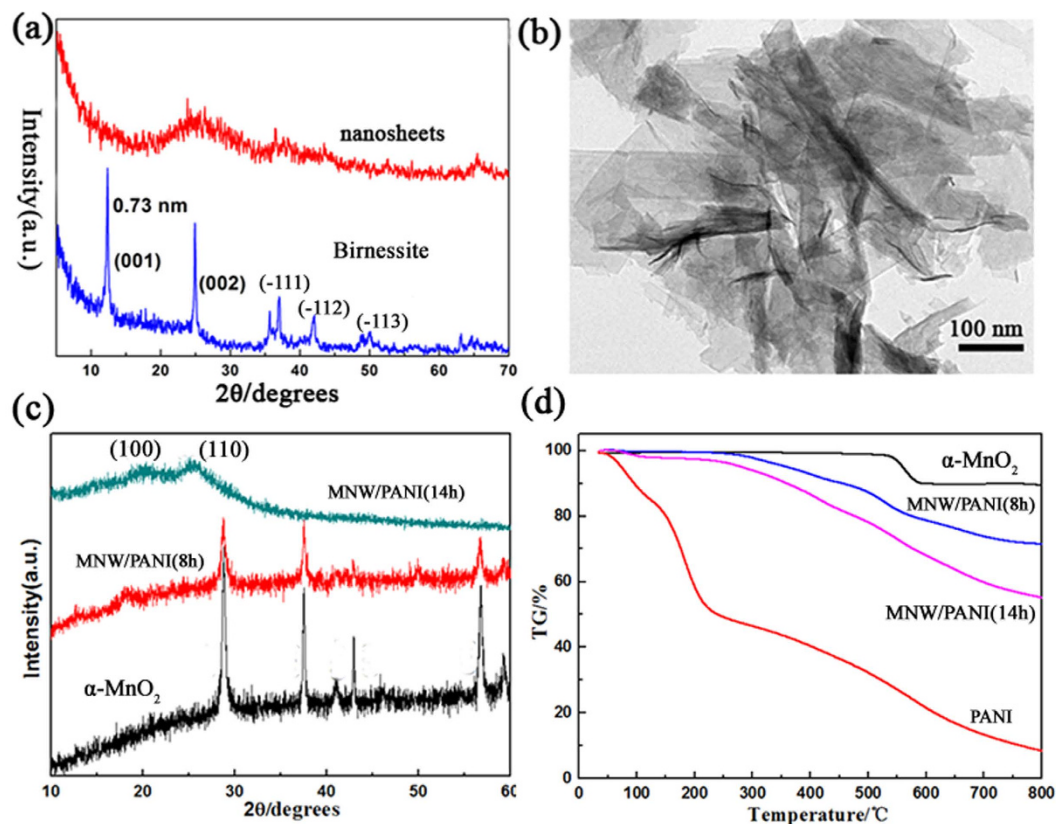 (a)
Intensity(a.u.)
nanosheets
0.73 nm
(001)
(002)
Birnessite
(-111)
(-112)
(-113)
10 20 30 40 50 60 70
2θ/degrees
(b)
100 nm
(c)
Intensity(a.u.)
(100)
(110)
MNW/PANI(14h)
MNW/PANI(8h)
α-MnO₂
10 20 30 40 50 60
2θ/degrees
(d)
TG/%
100
80
60
40
20
0
α-MnO₂
MNW/PANI(8h)
MNW/PANI(14h)
PANI
0 100 200 300 400 500 600 700 800
Temperature/℃